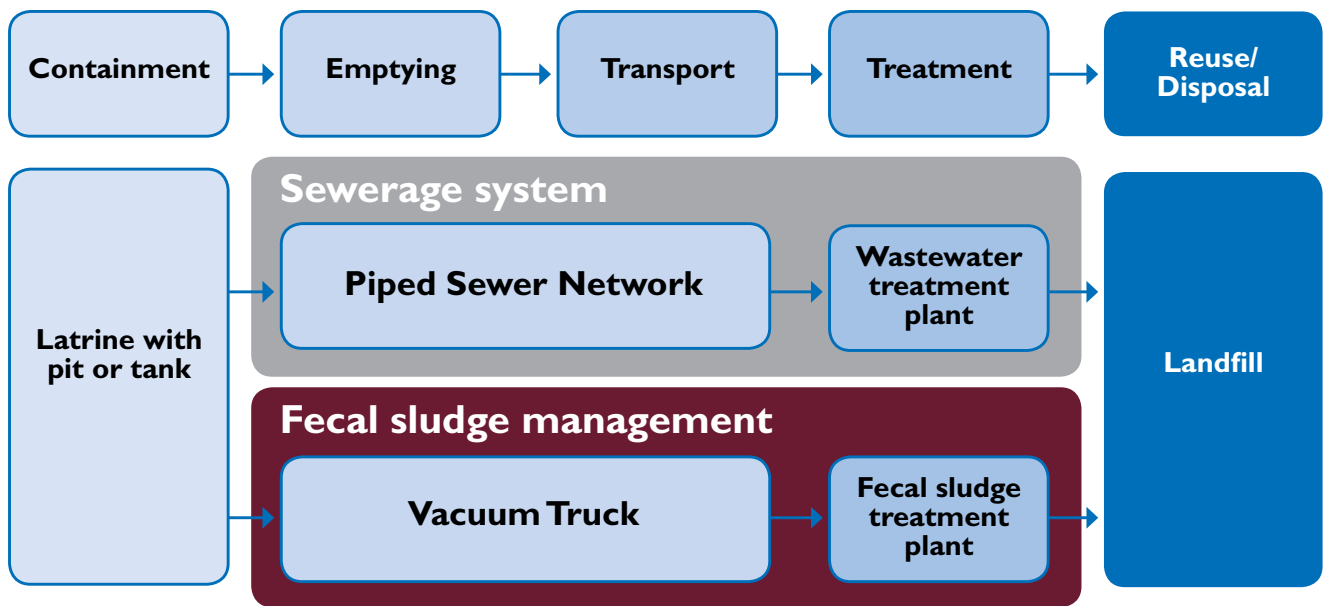 Containment
Emptying
Transport
Treatment
Reuse/
Disposal
Latrine with
pit or tank
Sewerage system
Piped Sewer Network
Wastewater
treatment
plant
Fecal sludge management
Vacuum Truck
Fecal sludge
treatment
plant
Landfill